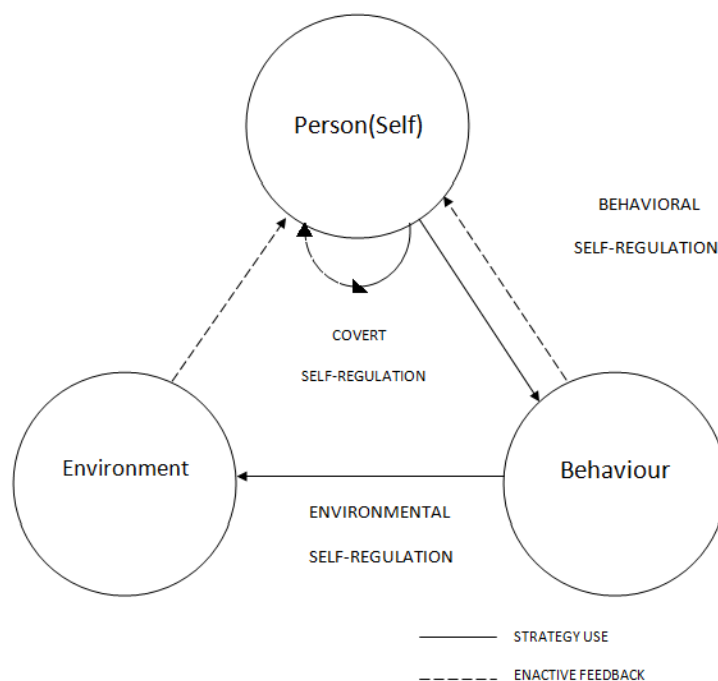 Person(Self)
BEHAVIORAL
SELF-REGULATION
COVERT
SELF-REGULATION
Environment
Behaviour
ENVIRONMENTAL
SELF-REGULATION
STRATEGY USE
ENACTIVE FEEDBACK